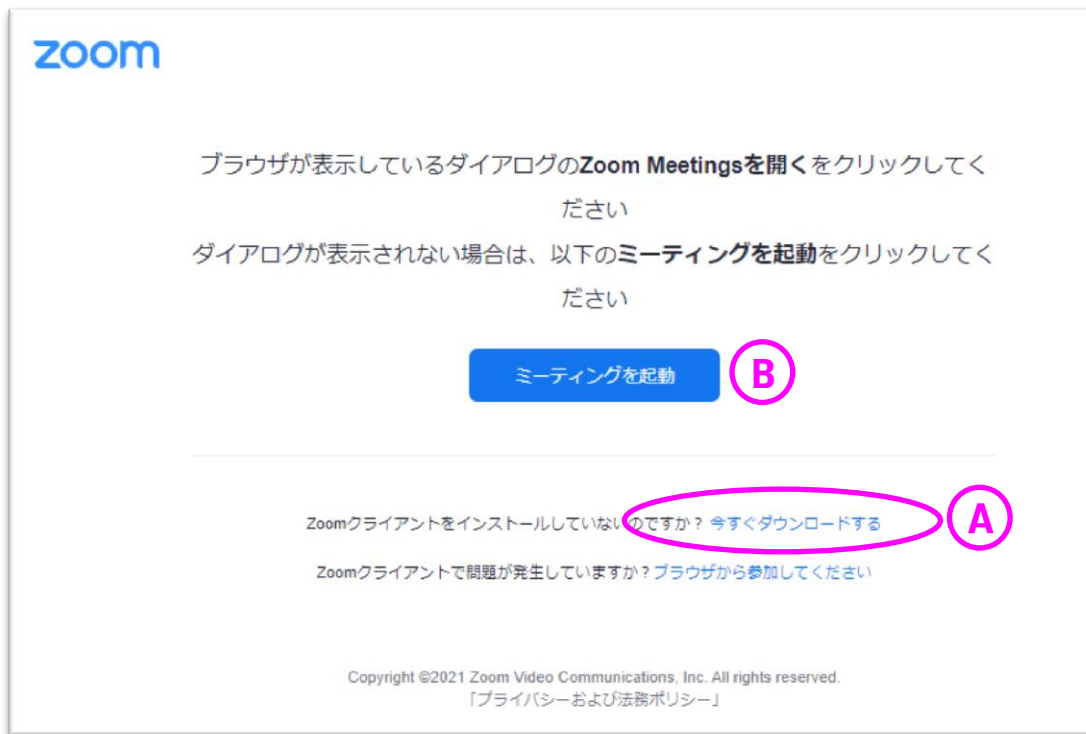 zoom
ブラウザが表示しているダイアログのZoom Meetingsを開くをクリックしてく
ださい
ダイアログが表示されない場合は、以下のミーティングを起動をクリックしてく
ださい
ミーティングを起動
B
Zoomクライアントをインストールしていないのですか？今すぐダウンロードする
A
Zoomクライアントで問題が発生していますか？ブラウザから参加してください
Copyright ©2021 Zoom Video Communications, Inc. All rights reserved.
「プライバシーおよび法務ポリシー」